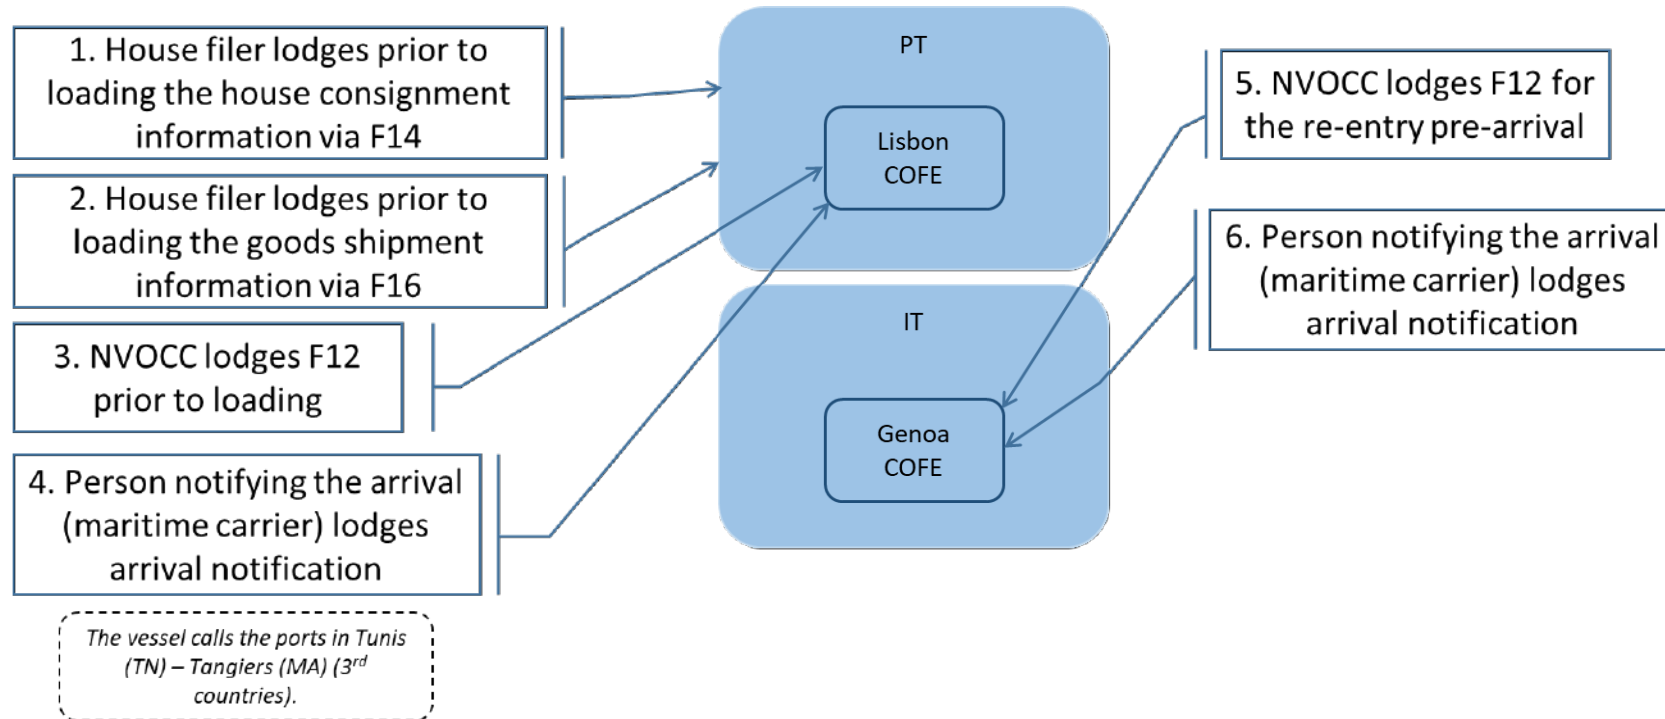 1. House filer lodges prior to
loading the house consignment
information via F14
2. House filer lodges prior to
loading the goods shipment
information via F16
3. NVOCC lodges F12
prior to loading
4. Person notifying the arrival
(maritime carrier) lodges
arrival notification
The vessel calls the ports in Tunis
(TN) – Tangiers (MA) (3rd
countries).
PT
Lisbon
COFE
IT
Genoa
COFE
5. NVOCC lodges F12 for
the re-entry pre-arrival
6. Person notifying the arrival
(maritime carrier) lodges
arrival notification